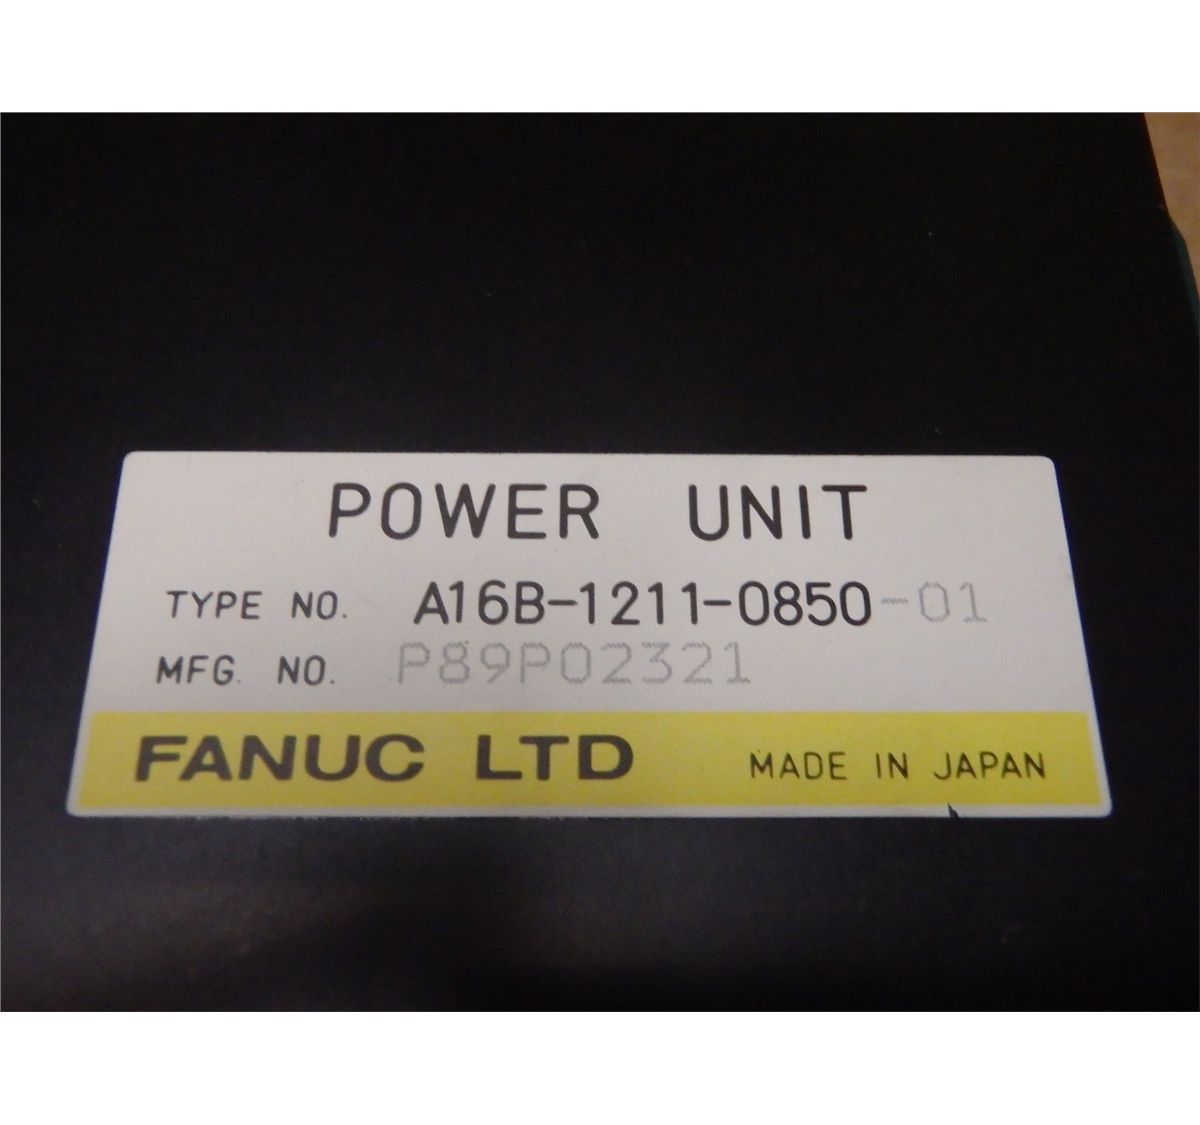 POWER UNIT
TYPE NO. A16B-1211-0850-01
MFG. NO. P89P02321
FANUC LTD MADE IN JAPAN